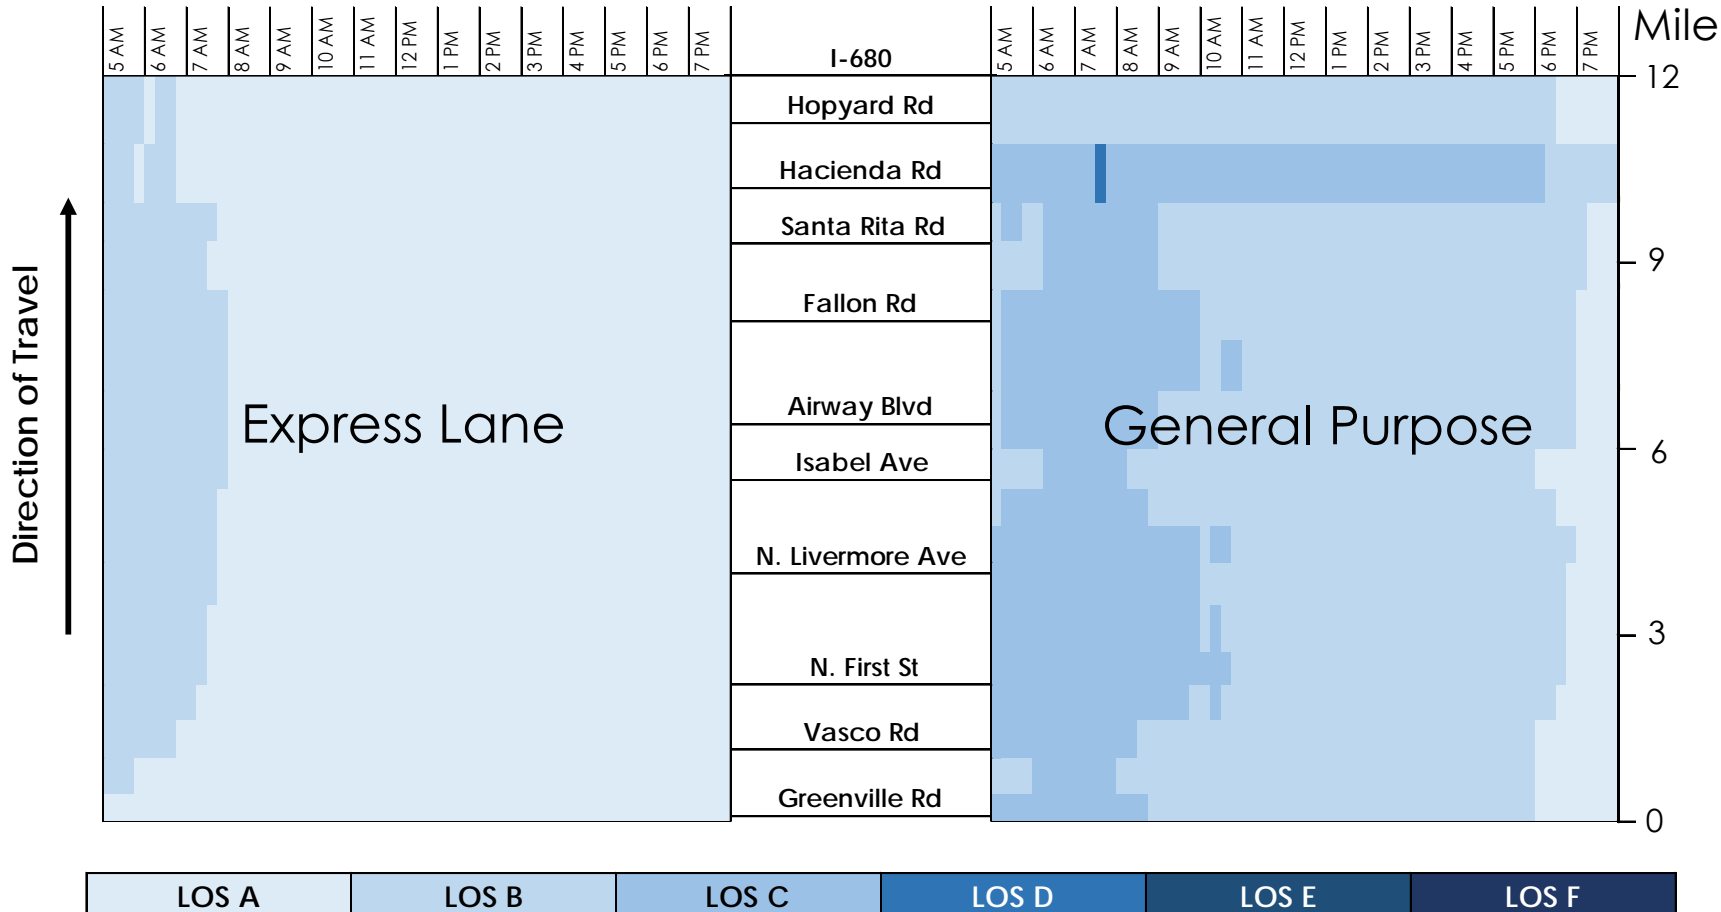 5 AM
6 AM
7 AM
8 AM
9 AM
10 AM
11 AM
12 PM
1 PM
2 PM
3 PM
4 PM
5 PM
6 PM
7 PM
I-680
5 AM
6 AM
7 AM
8 AM
9 AM
10 AM
11 AM
12 PM
1 PM
2 PM
3 PM
4 PM
5 PM
6 PM
7 PM
Mile
12
Hopyard Rd
Hacienda Rd
Santa Rita Rd
9
Fallon Rd
Direction of Travel
Express Lane
Airway Blvd
General Purpose
Isabel Ave
6
N. Livermore Ave
3
N. First St
Vasco Rd
Greenville Rd
0
LOS A
LOS B
LOS C
LOS D
LOS E
LOS F